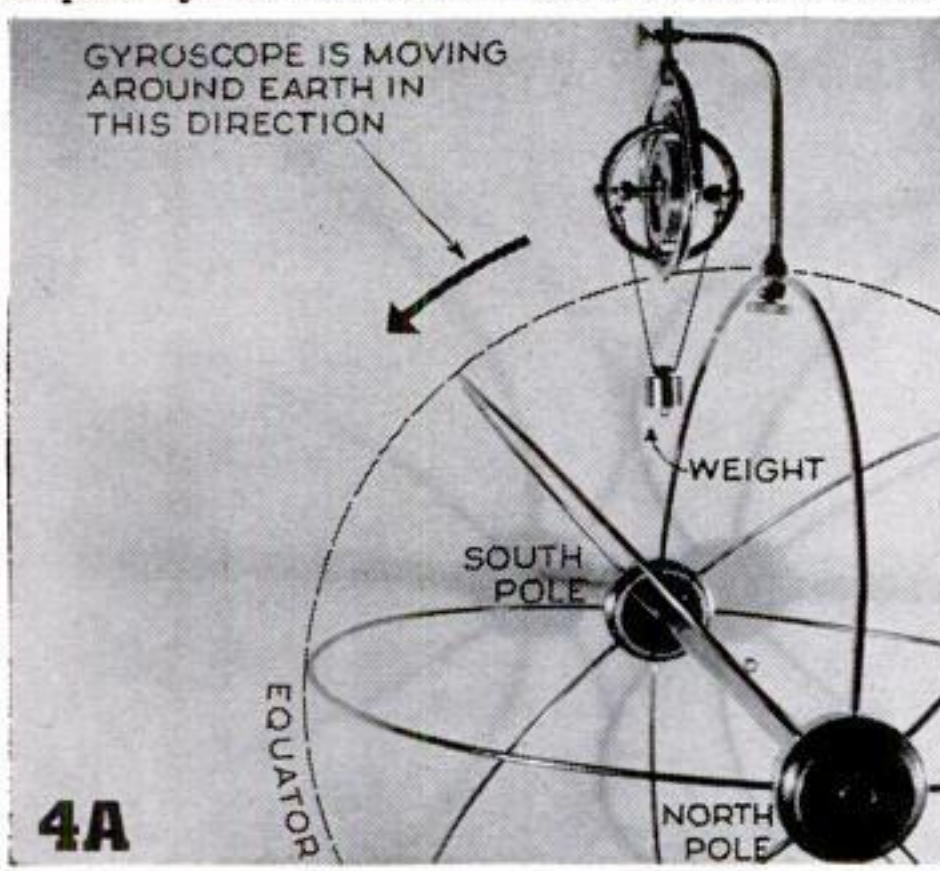 GYROSCOPE IS MOVING
AROUND EARTH IN
THIS DIRECTION
WEIGHT
SOUTH
POLE
EQUATOR
NORTH
POLE
4A